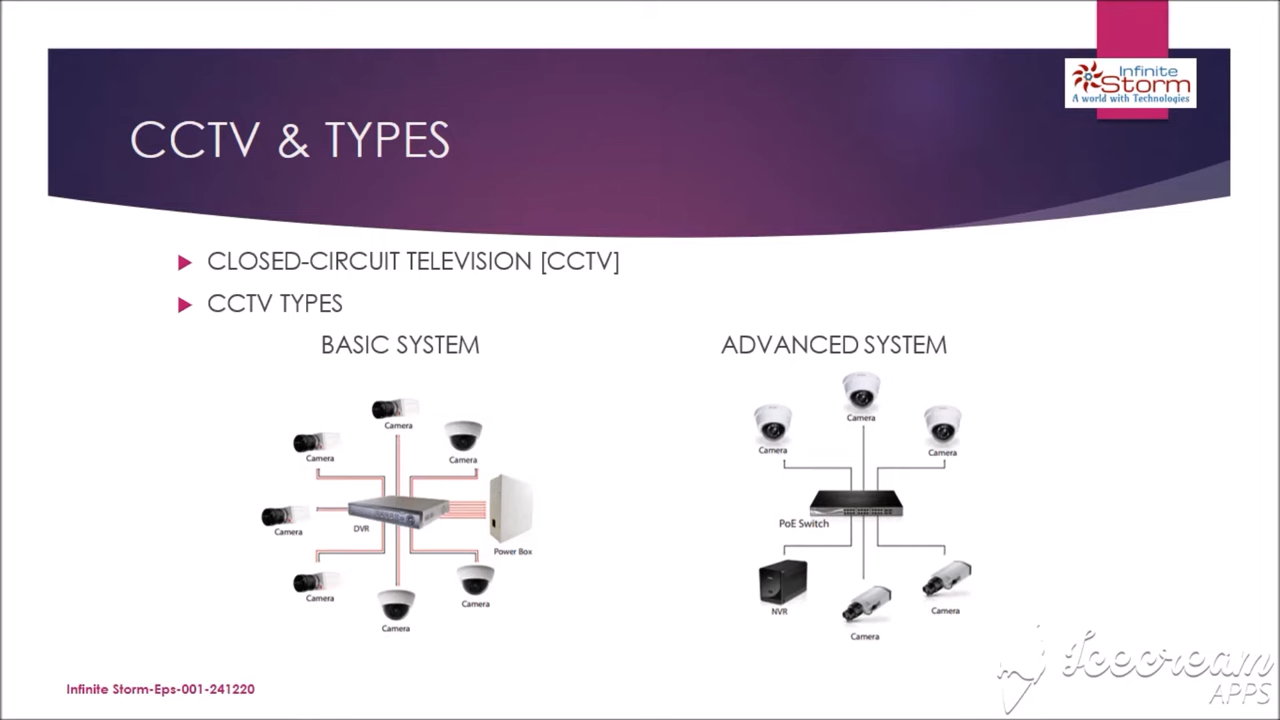 Infinite
Storm
A world with Technologies
CCTV & TYPES
CLOSED-CIRCUIT TELEVISION [CCTV]
CCTV TYPES
BASIC SYSTEM
Camera
Camera
Camera
Camera
DVR
Power Box
Camera
Camera
Camera
ADVANCED SYSTEM
Camera
Camera
Camera
PoE Switch
NVR
Camera
Camera
Infinite Storm-Eps-001-241220
Icecream
APPS